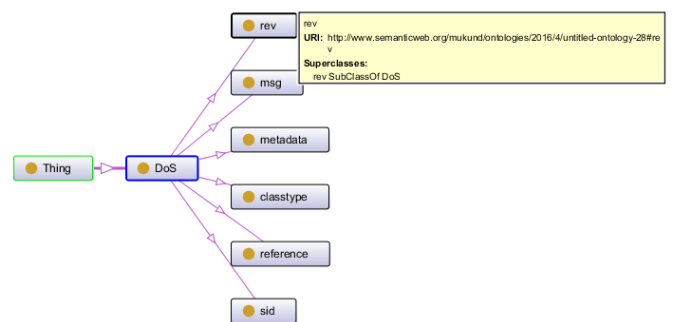 rev
rev
URI: http://www.semanticweb.org/mukund/ontologies/2016/4/untitled-ontology-28#re
v
Superclasses:
rev SubClassOf DoS
msg
metadata
Thing
DoS
classtype
reference
sid